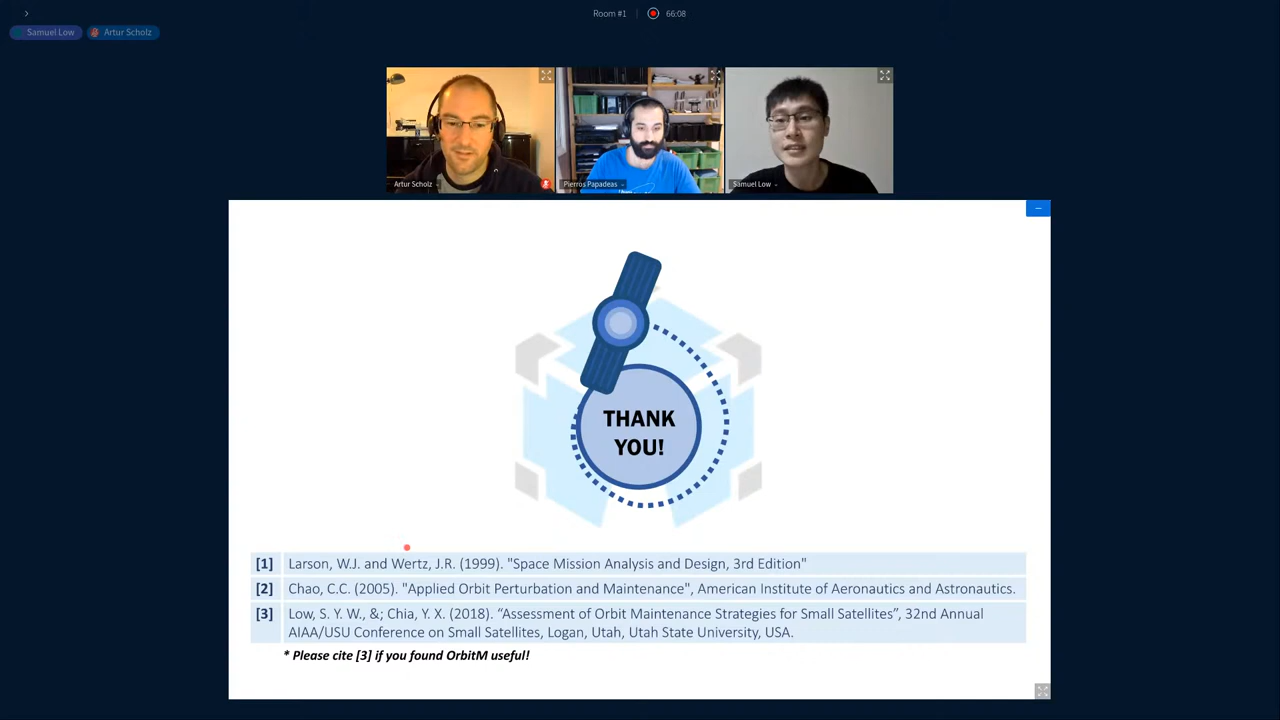 Room #1
66:08
Samuel Low
Artur Scholz
Artur Scholz
Pierros Papadeas
Samuel Low
THANK
YOU!
[1] Larson, W.J. and Wertz, J.R. (1999). "Space Mission Analysis and Design, 3rd Edition"
[2] Chao, C.C. (2005). "Applied Orbit Perturbation and Maintenance", American Institute of Aeronautics and Astronautics.
[3] Low, S. Y. W., &; Chia, Y. X. (2018). “Assessment of Orbit Maintenance Strategies for Small Satellites”, 32nd Annual
AIAA/USU Conference on Small Satellites, Logan, Utah, Utah State University, USA.
* Please cite [3] if you found OrbitM useful!